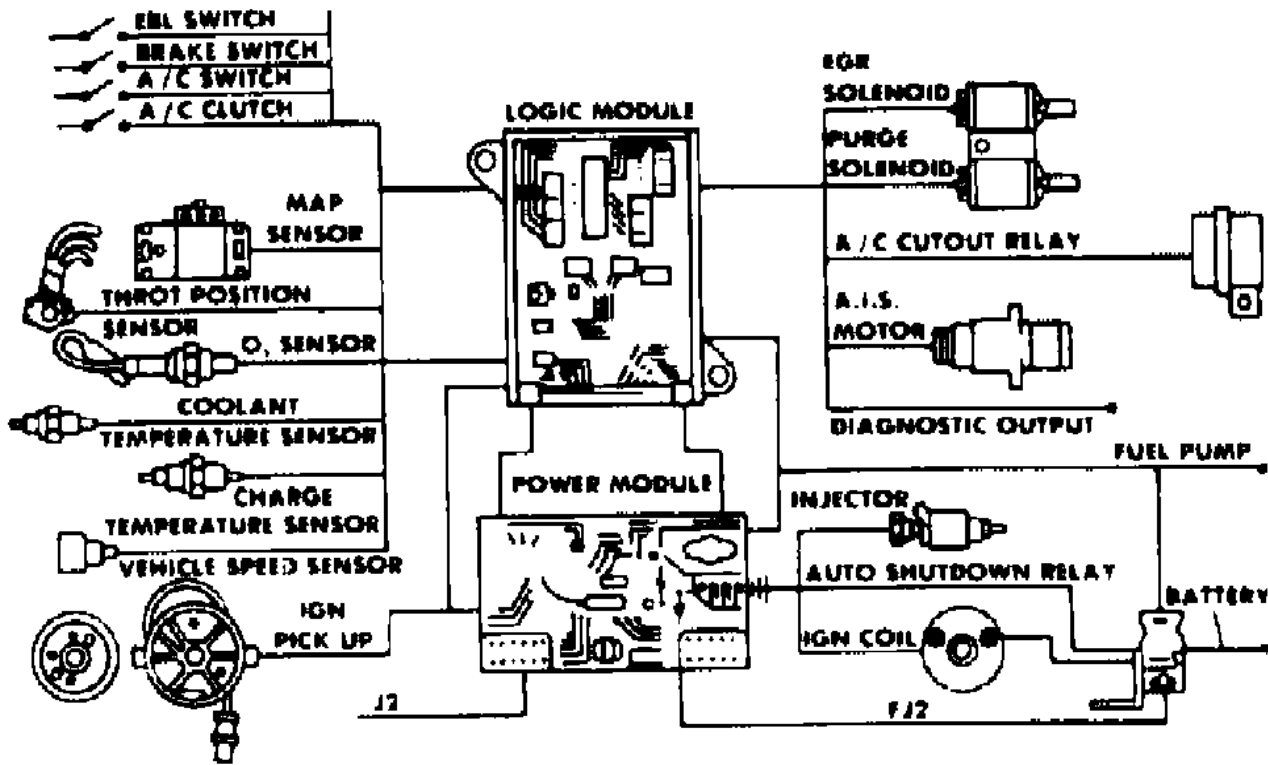 EBL SWITCH
BRAKE SWITCH
A/C SWITCH
A/C CLUTCH
MAP
SENSOR
THROT POSITION
SENSOR
O₂ SENSOR
COOLANT
TEMPERATURE SENSOR
CHARGE
TEMPERATURE SENSOR
VEHICLE SPEED SENSOR
IGN
PICK UP
J2
LOGIC MODULE
POWER MODULE
EGR
SOLENOID
PURGE
SOLENOID
A/C CUTOUT RELAY
A.I.S.
MOTOR
DIAGNOSTIC OUTPUT
FUEL PUMP
INJECTOR
AUTO SHUTDOWN RELAY
BATTERY
IGN COIL
FJ2